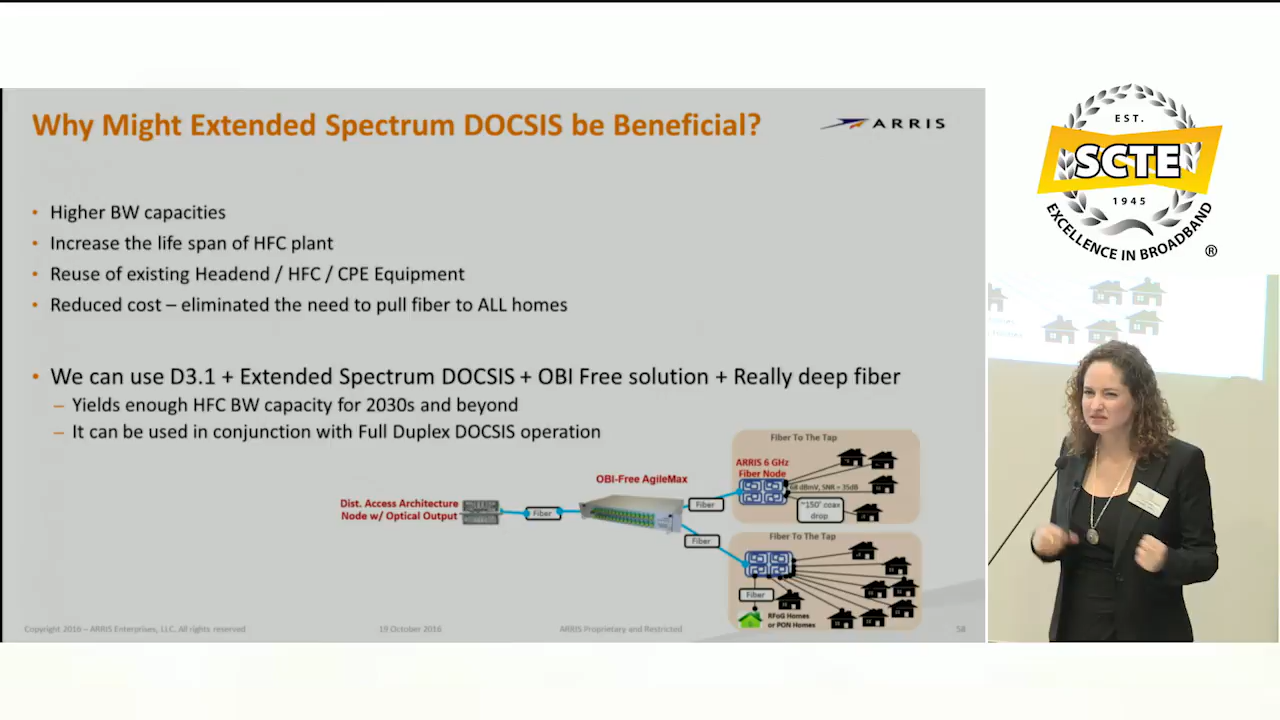 Why Might Extended Spectrum DOCSIS be Beneficial?
ARRIS
• Higher BW capacities
• Increase the life span of HFC plant
• Reuse of existing Headend / HFC / CPE Equipment
• Reduced cost – eliminated the need to pull fiber to ALL homes
• We can use D3.1 + Extended Spectrum DOCSIS + OBI Free solution + Really deep fiber
– Yields enough HFC BW capacity for 2030s and beyond
– It can be used in conjunction with Full Duplex DOCSIS operation
Fiber To The Tap
ARRIS 6 GHz
Fiber Node
68 dBmV, SNR = 35dB
~150' coax
drop
OBI-Free AgileMax
Dist. Access Architecture
Node w/ Optical Output
Fiber
Fiber
Fiber
Fiber To The Tap
Fiber
RFoG Homes
or PON Homes
Copyright 2016 – ARRIS Enterprises, LLC. All rights reserved
19 October 2016
ARRIS Proprietary and Restricted
58
EST.
SCTE
1945
EXCELLENCE IN BROADBAND
®